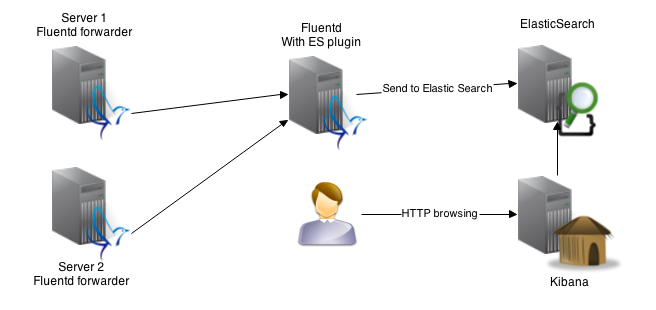 Server 1
Fluentd forwarder
Fluentd
With ES plugin
ElasticSearch
Send to Elastic Search
HTTP browsing
Server 2
Fluentd forwarder
Kibana